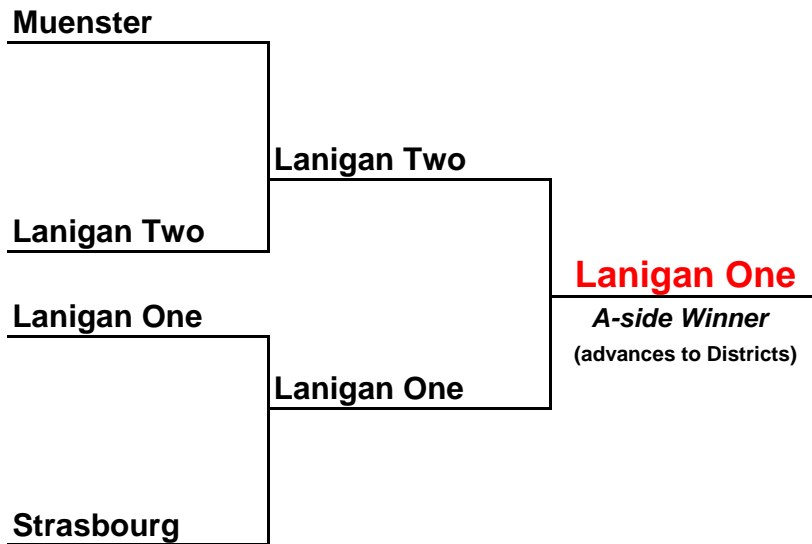 Muenster
Lanigan Two
Lanigan Two
Lanigan One
Lanigan One
A-side Winner
(advances to Districts)
Lanigan One
Strasbourg